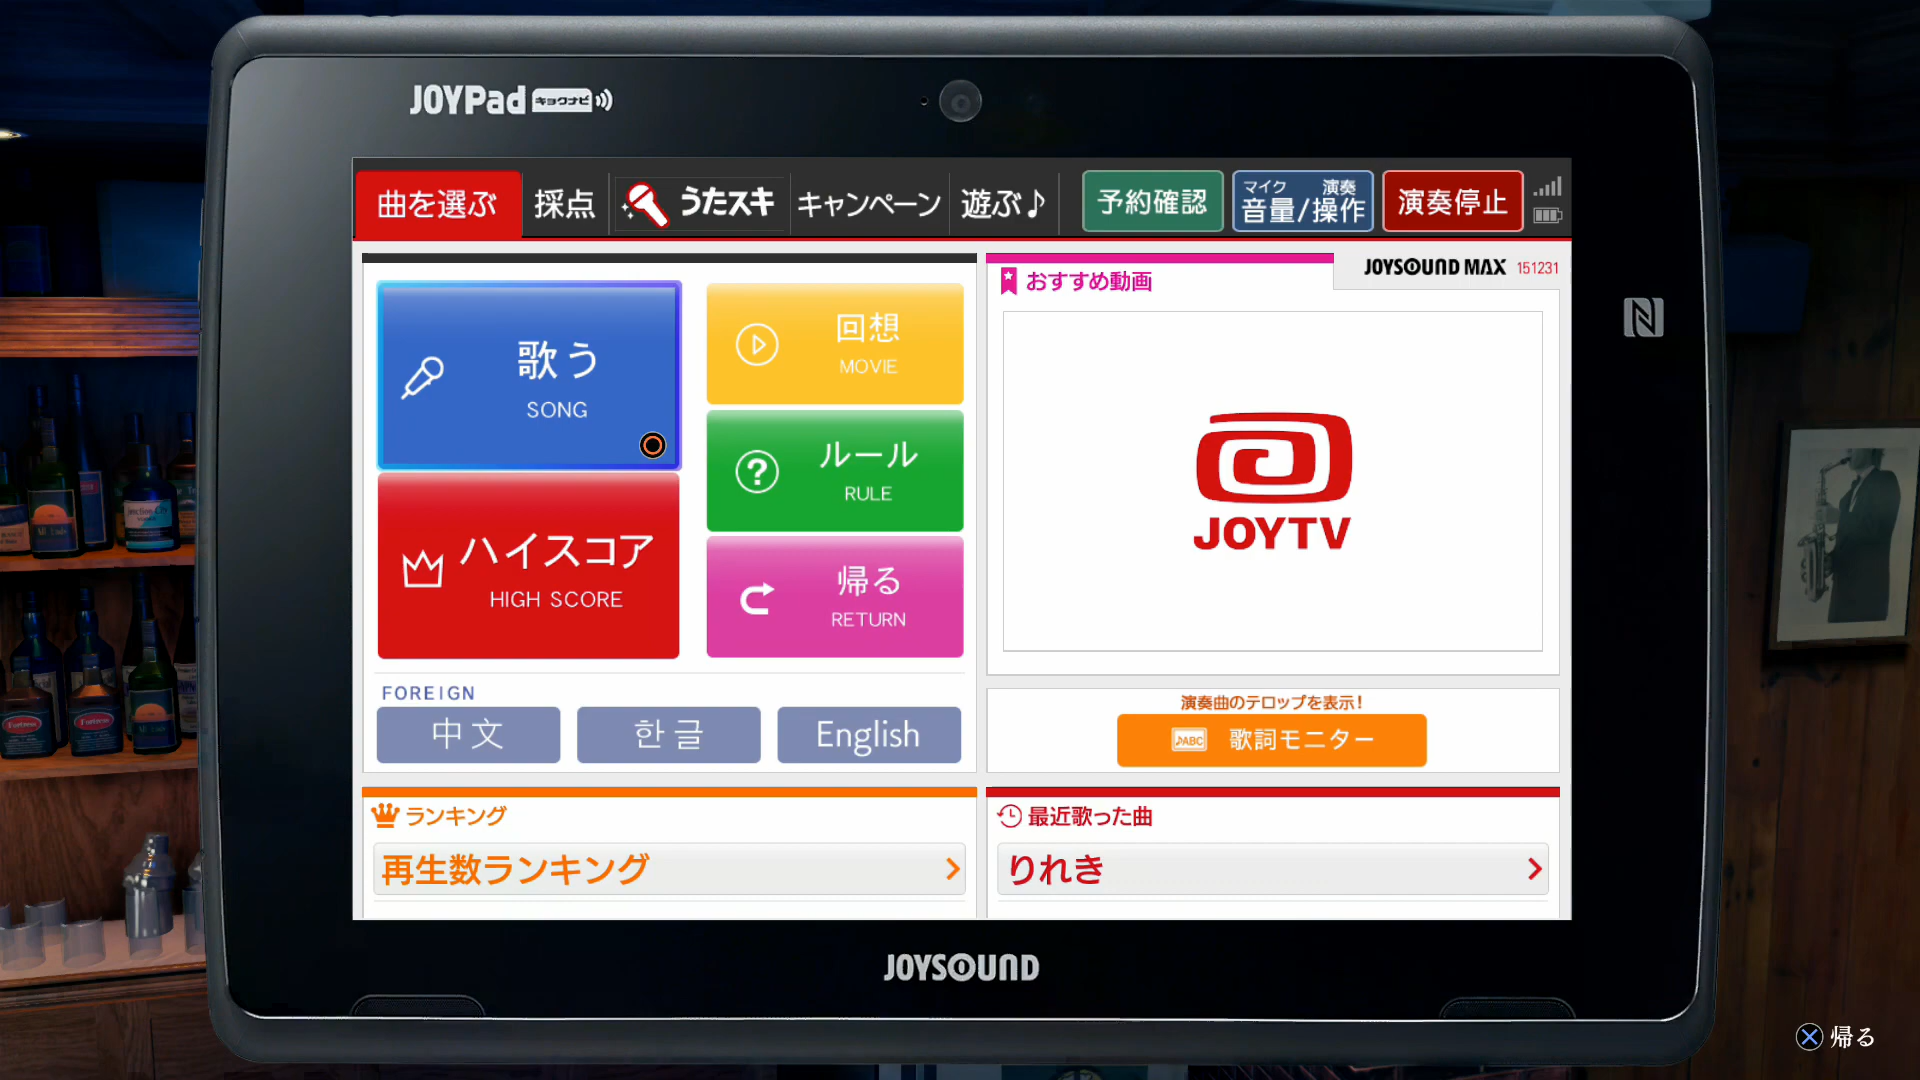 JOYPad キョクナビ
曲を選ぶ
採点
うたスキ
キャンペーン
遊ぶ♪
予約確認
マイク 演奏
音量/操作
演奏停止
歌う
SONG
ハイスコア
HIGH SCORE
回想
MOVIE
ルール
RULE
帰る
RETURN
FOREIGN
中文
한글
English
おすすめ動画
JOYSOUND MAX 151231
JOYTV
演奏曲のテロップを表示!
♪ABC 歌詞モニター
ランキング
再生数ランキング
最近歌った曲
りれき
JOYSOUND
帰る